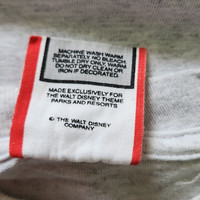 MACHINE WASH WARM
SEPARATELY, NO BLEACH.
TUMBLE DRY ONLY, WARM.
DO NOT DRY CLEAN OR
IRON IF DECORATED.
MADE EXCLUSIVELY FOR
THE WALT DISNEY THEME
PARKS AND RESORTS
© THE WALT DISNEY
COMPANY